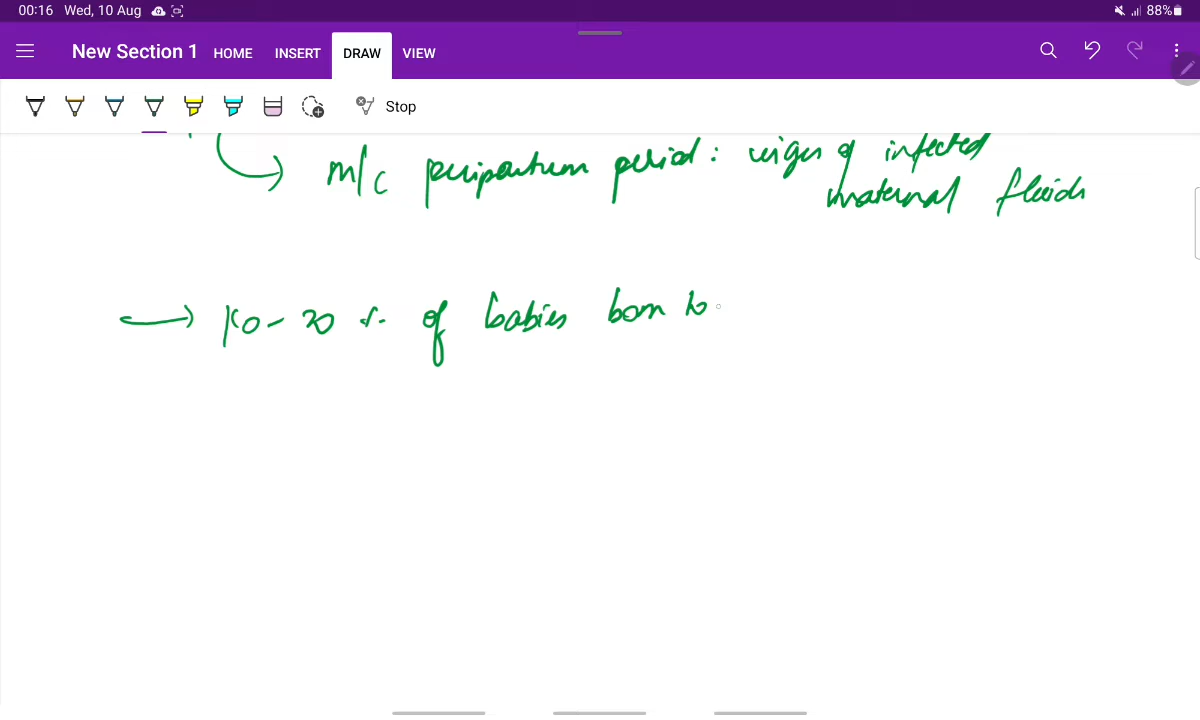 00:16 Wed, 10 Aug 88%
New Section 1 HOME INSERT DRAW VIEW
Stop
m/c peripartum period : of infected
maternal fluids
10-20 % of babies born to